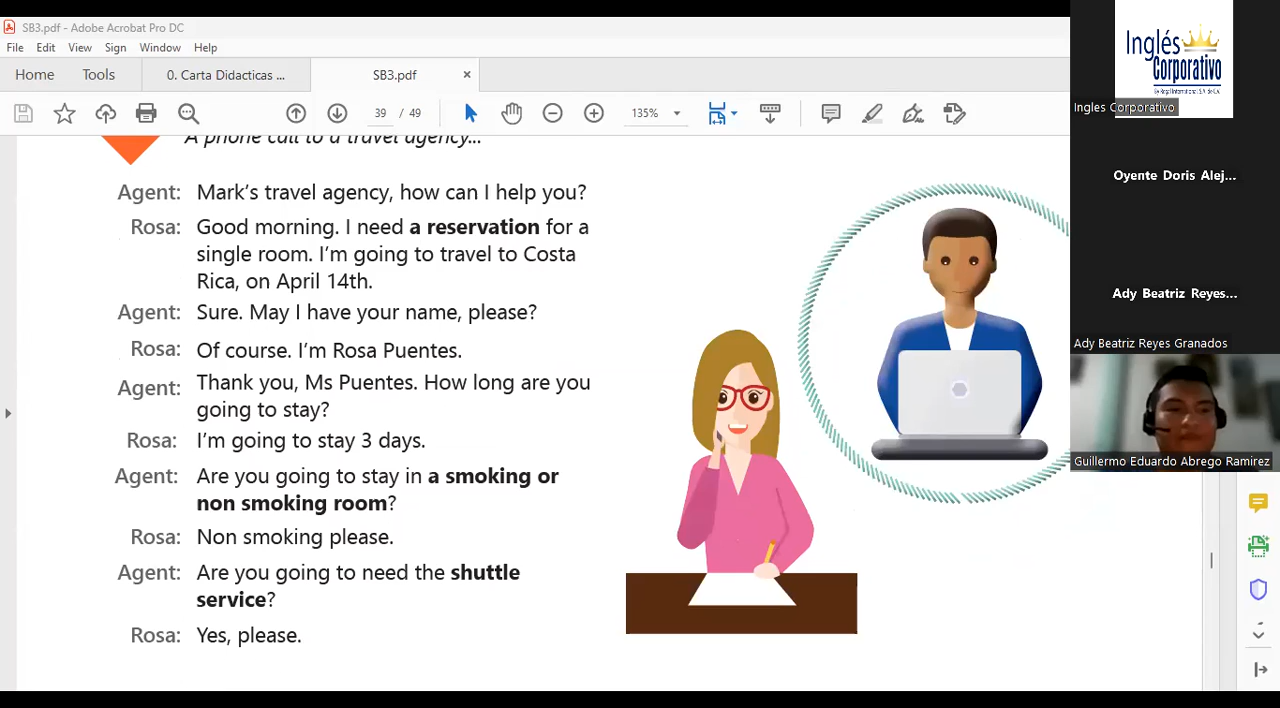 SB3.pdf - Adobe Acrobat Pro DC
File Edit View Sign Window Help
Home Tools 0. Carta Didacticas ... SB3.pdf ×
39 / 49 135%
A phone call to a travel agency...
Agent: Mark's travel agency, how can I help you?
Rosa: Good morning. I need a reservation for a
single room. I'm going to travel to Costa
Rica, on April 14th.
Agent: Sure. May I have your name, please?
Rosa: Of course. I'm Rosa Puentes.
Agent: Thank you, Ms Puentes. How long are you
going to stay?
Rosa: I'm going to stay 3 days.
Agent: Are you going to stay in a smoking or
non smoking room?
Rosa: Non smoking please.
Agent: Are you going to need the shuttle
service?
Rosa: Yes, please.
Inglés
Corporativo
Ingles Corporativo
Oyente Doris Alej...
Ady Beatriz Reyes...
Ady Beatriz Reyes Granados
Guillermo Eduardo Abrego Ramirez